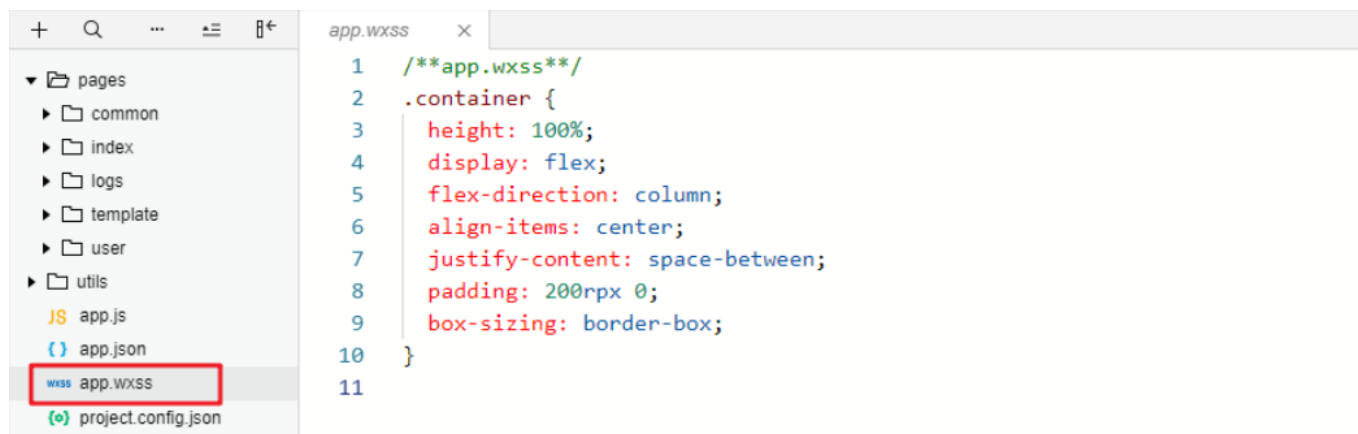 app.wxss
pages
common
index
logs
template
user
utils
JS app.js
{ } app.json
wxss app.wxss
{o} project.config.json
1 /**app.wxss**/
2 .container {
3 height: 100%;
4 display: flex;
5 flex-direction: column;
6 align-items: center;
7 justify-content: space-between;
8 padding: 200rpx 0;
9 box-sizing: border-box;
10 }
11